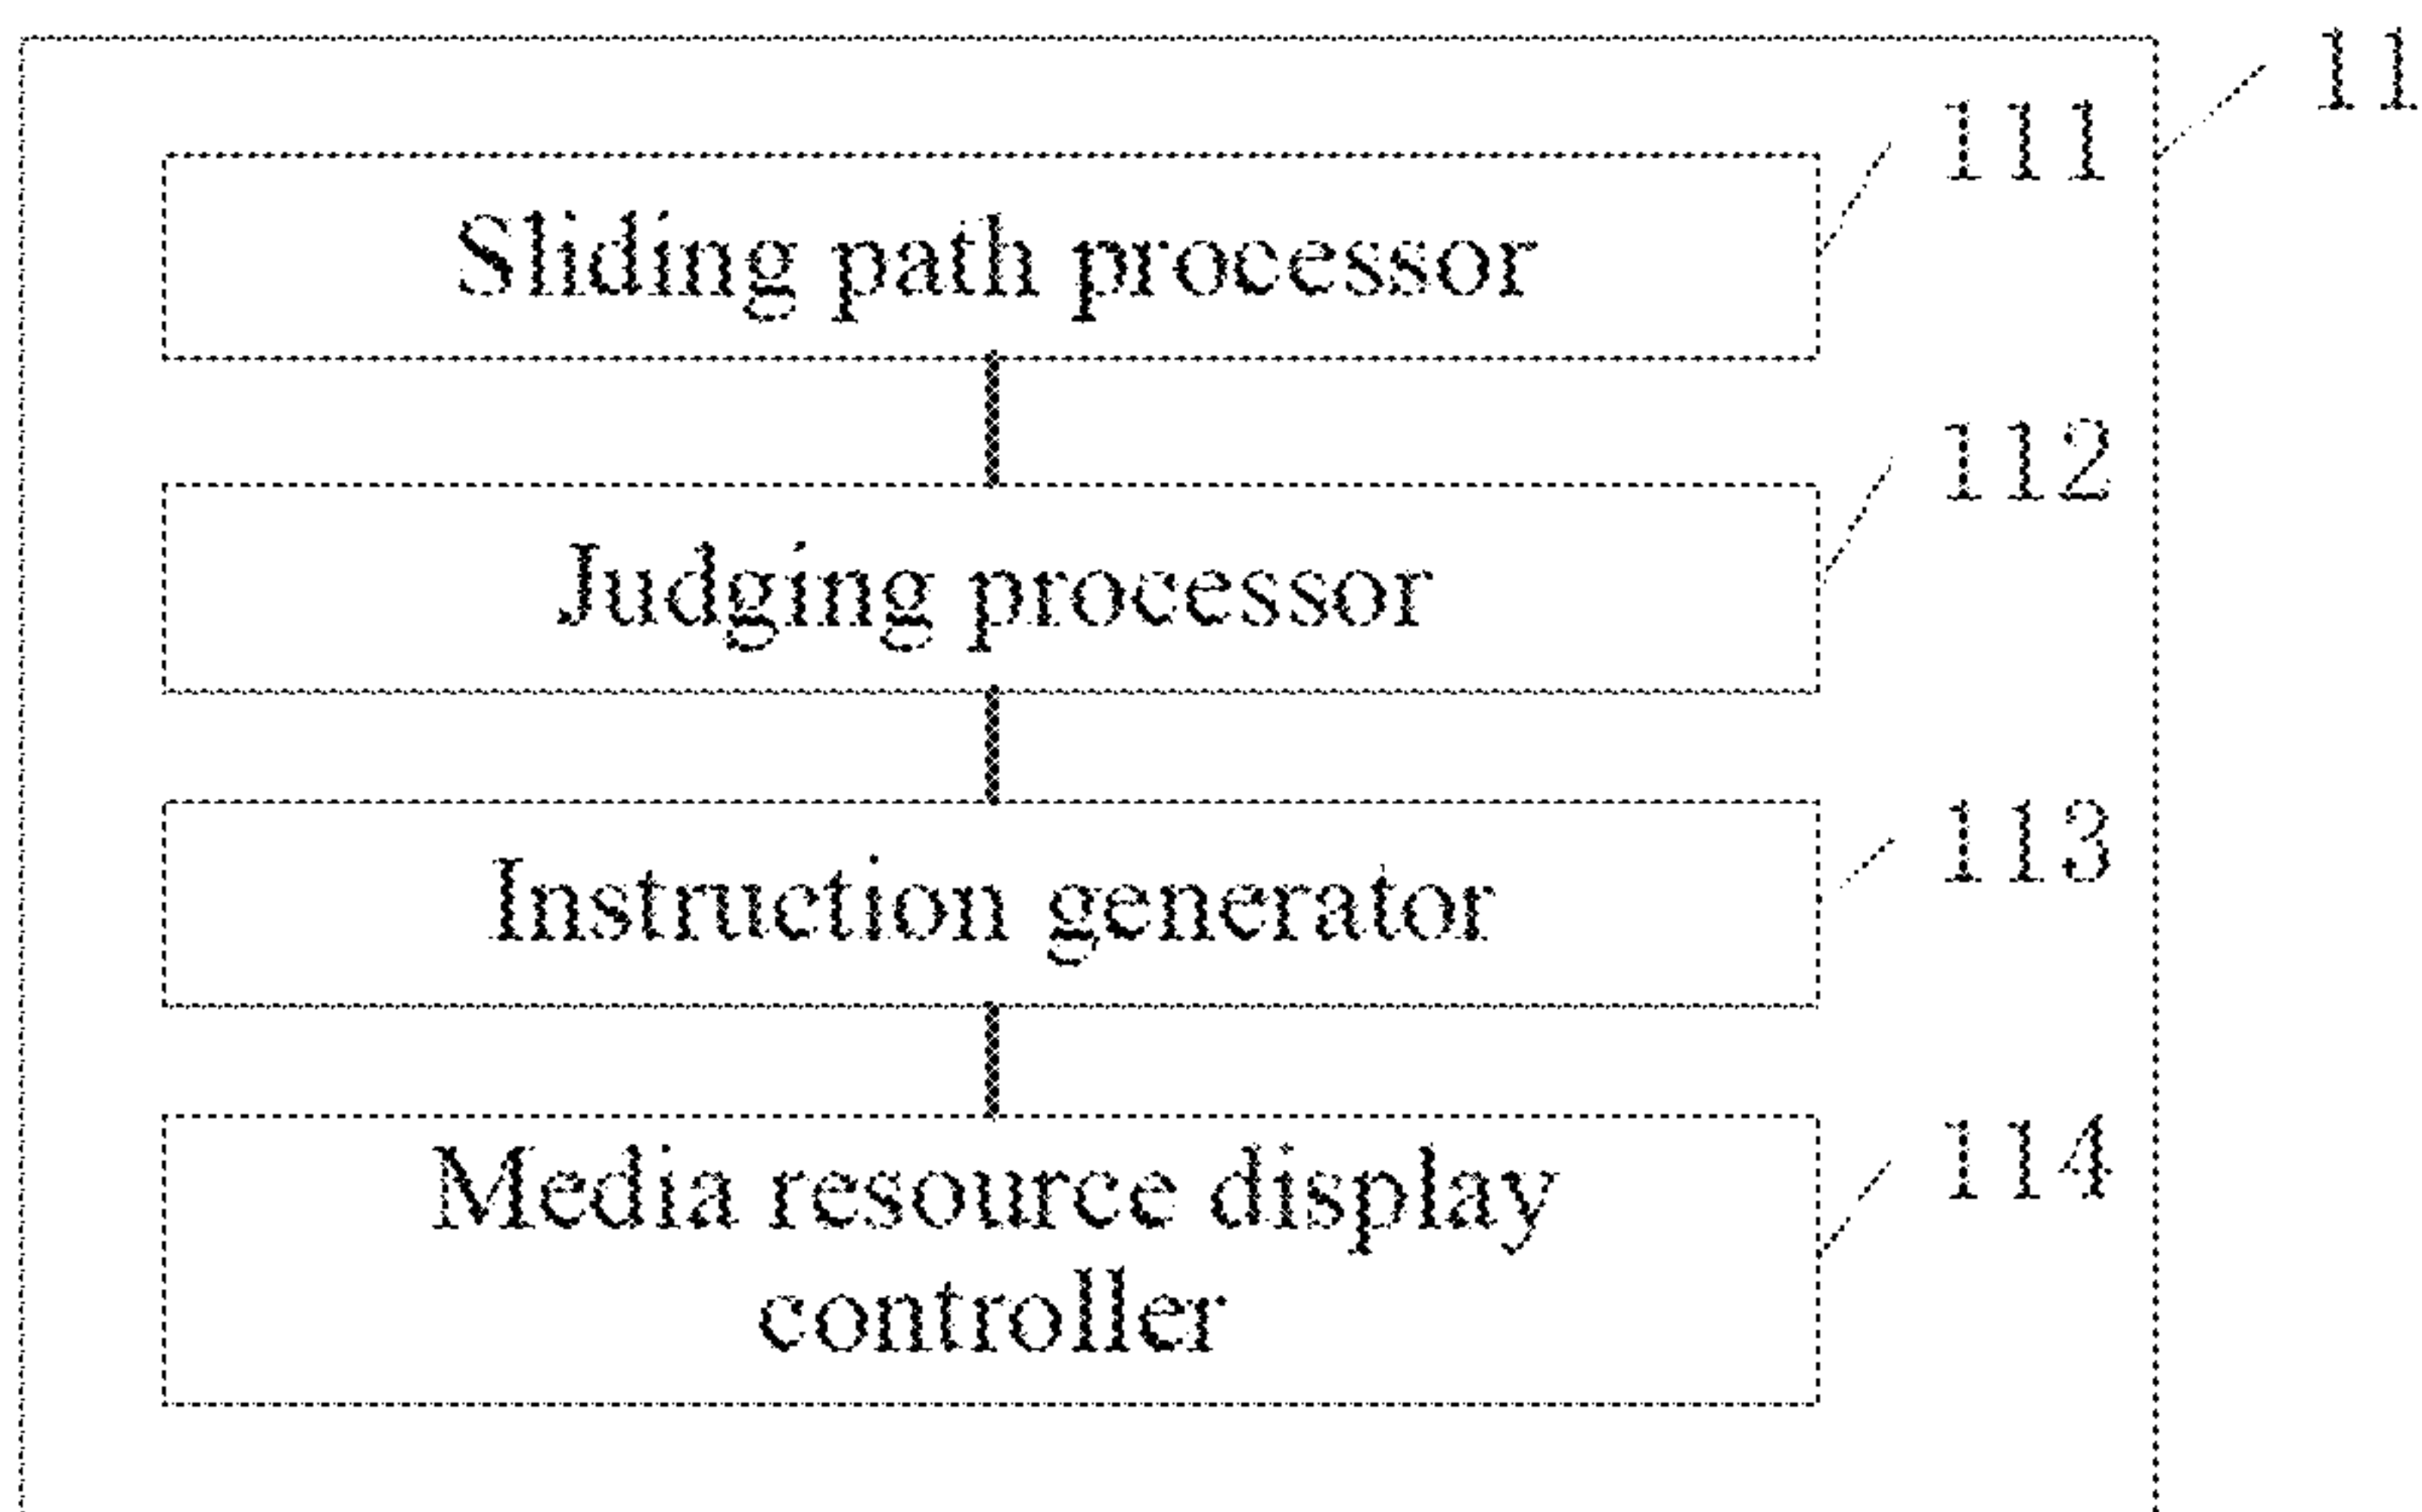 11
111
Sliding path processor
112
Judging processor
113
Instruction generator
114
Media resource display
controller